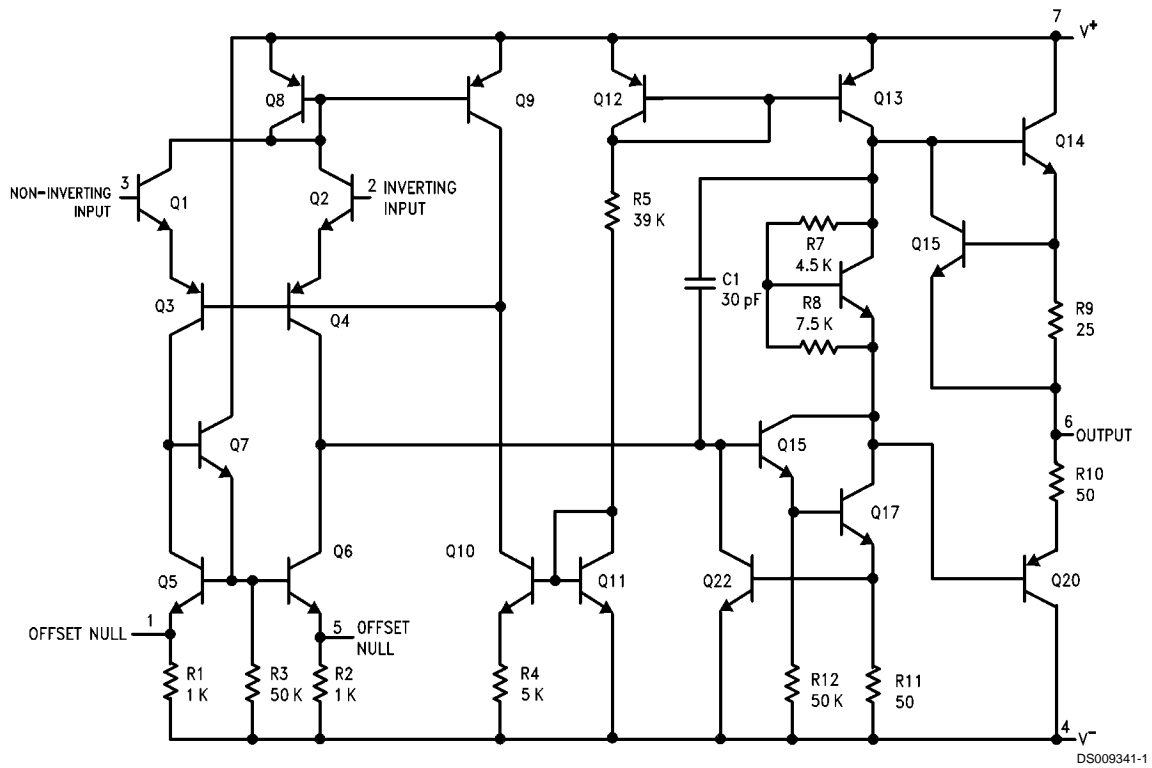 7
V+
Q8
Q9
Q12
Q13
Q14
NON-INVERTING
INPUT
3
Q1
Q2
2
INVERTING
INPUT
R5
39 K
Q15
R7
4.5 K
C1
30 pF
R8
7.5 K
Q3
Q4
R9
25
6
OUTPUT
Q7
Q15
R10
50
Q17
Q5
Q6
Q10
Q11
Q22
Q20
OFFSET NULL
1
5
OFFSET
NULL
R1
1 K
R3
50 K
R2
1 K
R4
5 K
R12
50 K
R11
50
4
V-
DS009341-1